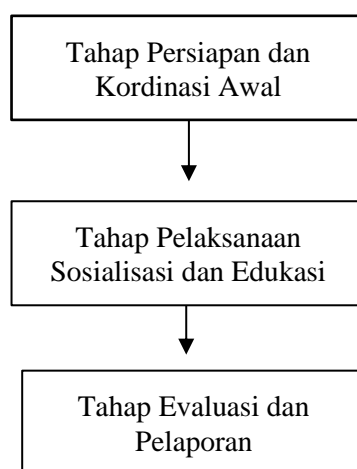 Tahap Persiapan dan
Kordinasi Awal
Tahap Pelaksanaan
Sosialisasi dan Edukasi
Tahap Evaluasi dan
Pelaporan